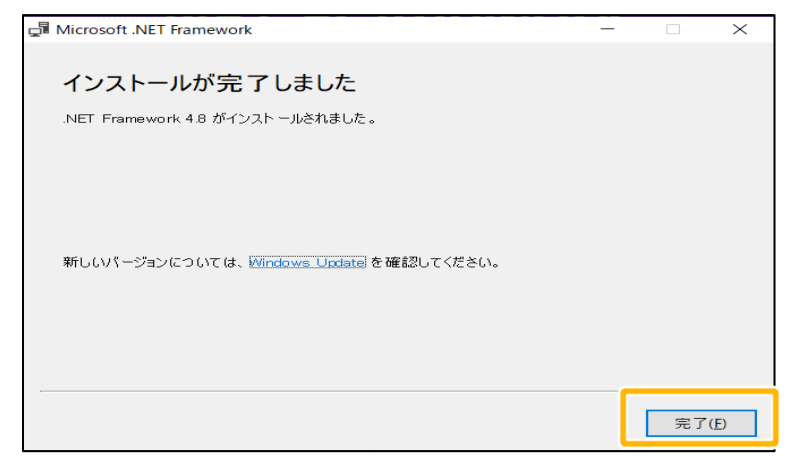 Microsoft .NET Framework
インストールが完了しました
.NET Framework 4.8 がインストールされました。
新しいバージョンについては、Windows Update を確認してください。
完了(F)